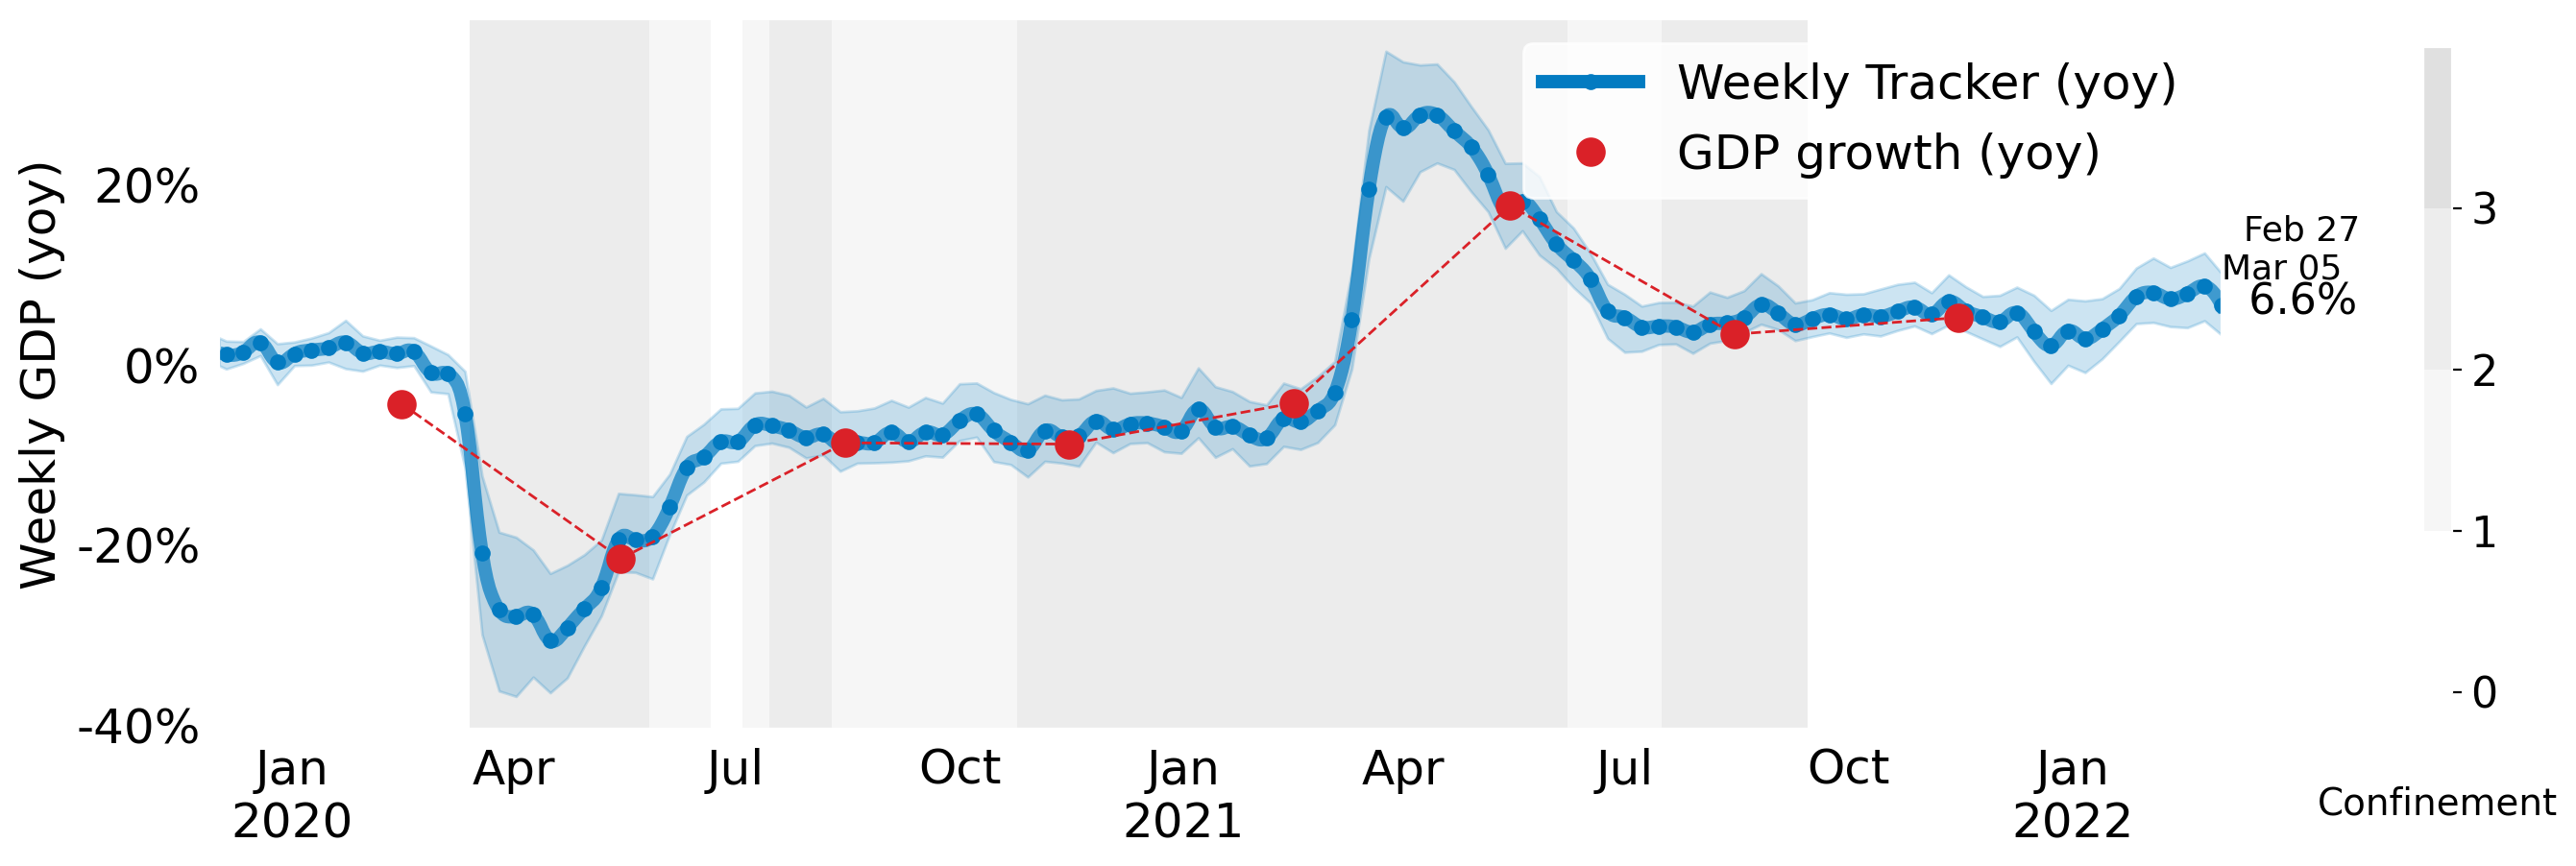 Weekly Tracker (yoy)
GDP growth (yoy)
Weekly GDP (yoy)
20%
0%
-20%
-40%
Feb 27
Mar 05
6.6%
3
2
1
0
Jan
2020
Apr
Jul
Oct
Jan
2021
Apr
Jul
Oct
Jan
2022
Confinement